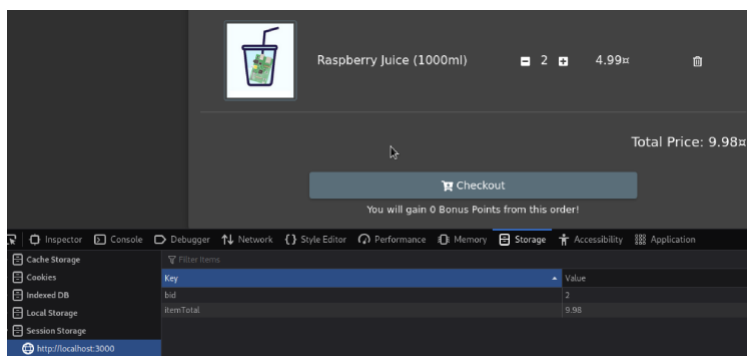 Raspberry Juice (1000ml) 2 4.99¤
Total Price: 9.98¤
Checkout
You will gain 0 Bonus Points from this order!
Inspector Console Debugger Network {} Style Editor Performance Memory Storage Accessibility Application
Cache Storage Filter Items
Cookies Key Value
Indexed DB bid 2
Local Storage itemTotal 9.98
Session Storage
http://localhost:3000